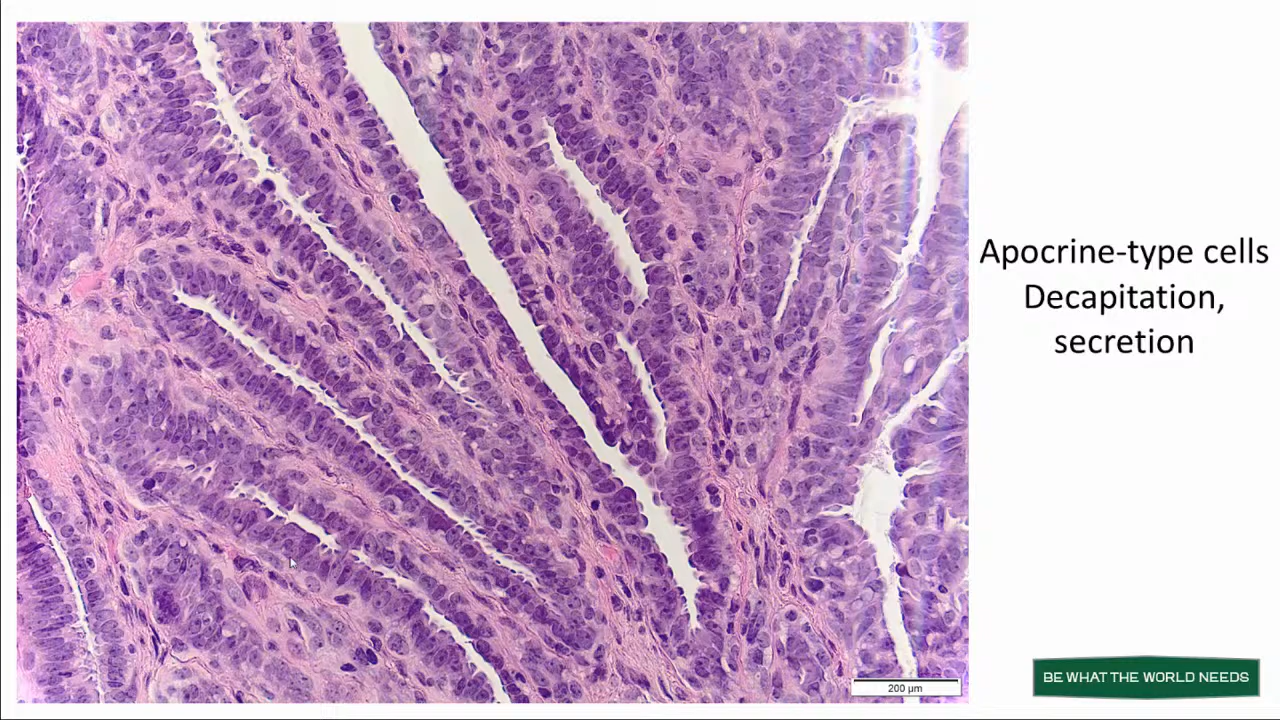 Apocrine-type cells
Decapitation,
secretion
200 µm
BE WHAT THE WORLD NEEDS